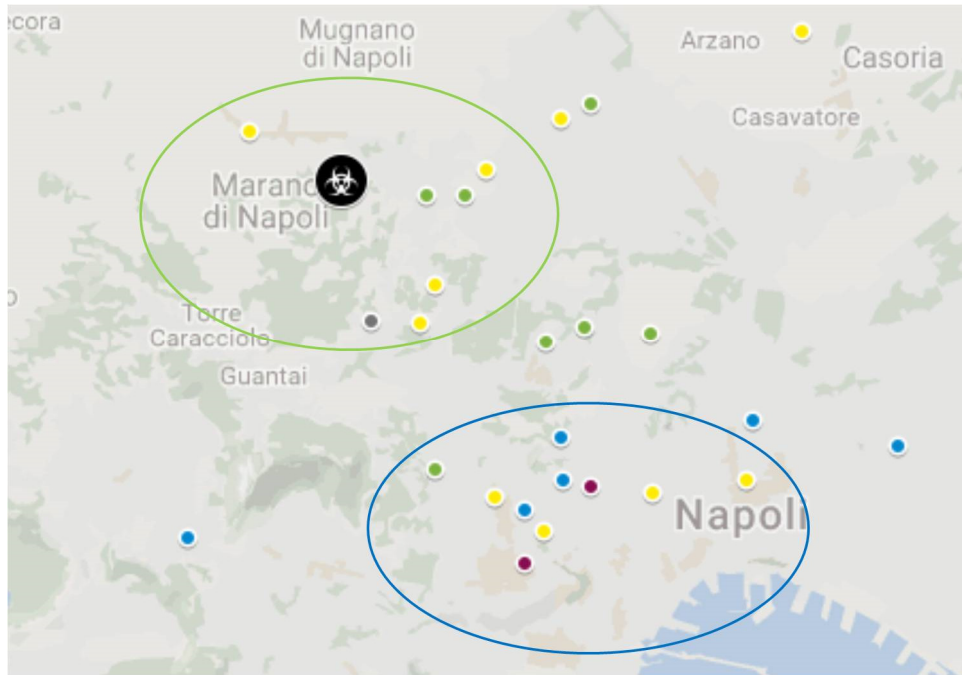 ecora
Mugnano
di Napoli
Arzano
Casoria
Casavatore
Marano
di Napoli
Torre
Caracciolo
Guantai
Napoli